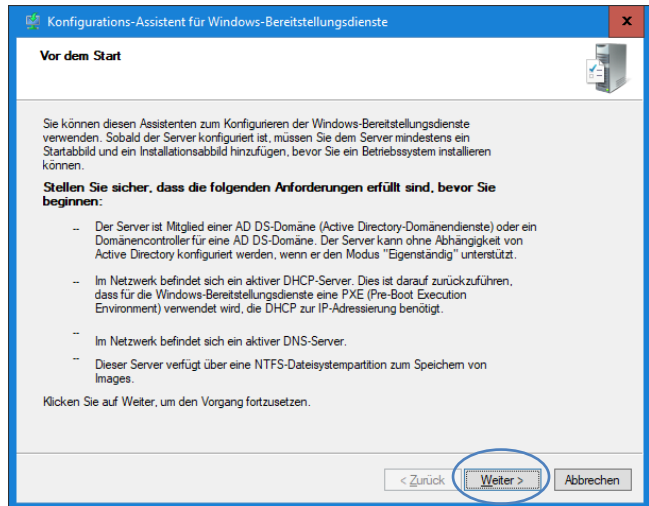 Konfigurations-Assistent für Windows-Bereitstellungsdienste
x
Vor dem Start
Sie können diesen Assistenten zum Konfigurieren der Windows-Bereitstellungsdienste
verwenden. Sobald der Server konfiguriert ist, müssen Sie dem Server mindestens ein
Startabbild und ein Installationsabbild hinzufügen, bevor Sie ein Betriebssystem installieren
können.
Stellen Sie sicher, dass die folgenden Anforderungen erfüllt sind, bevor Sie
beginnen:
-- Der Server ist Mitglied einer AD DS-Domäne (Active Directory-Domänendienste) oder ein
Domänencontroller für eine AD DS-Domäne. Der Server kann ohne Abhängigkeit von
Active Directory konfiguriert werden, wenn er den Modus "Eigenständig" unterstützt.
-- Im Netzwerk befindet sich ein aktiver DHCP-Server. Dies ist darauf zurückzuführen,
dass für die Windows-Bereitstellungsdienste eine PXE (Pre-Boot Execution
Environment) verwendet wird, die DHCP zur IP-Adressierung benötigt.
-- Im Netzwerk befindet sich ein aktiver DNS-Server.
-- Dieser Server verfügt über eine NTFS-Dateisystempartition zum Speichern von
Images.
Klicken Sie auf Weiter, um den Vorgang fortzusetzen.
< Zurück Weiter > Abbrechen